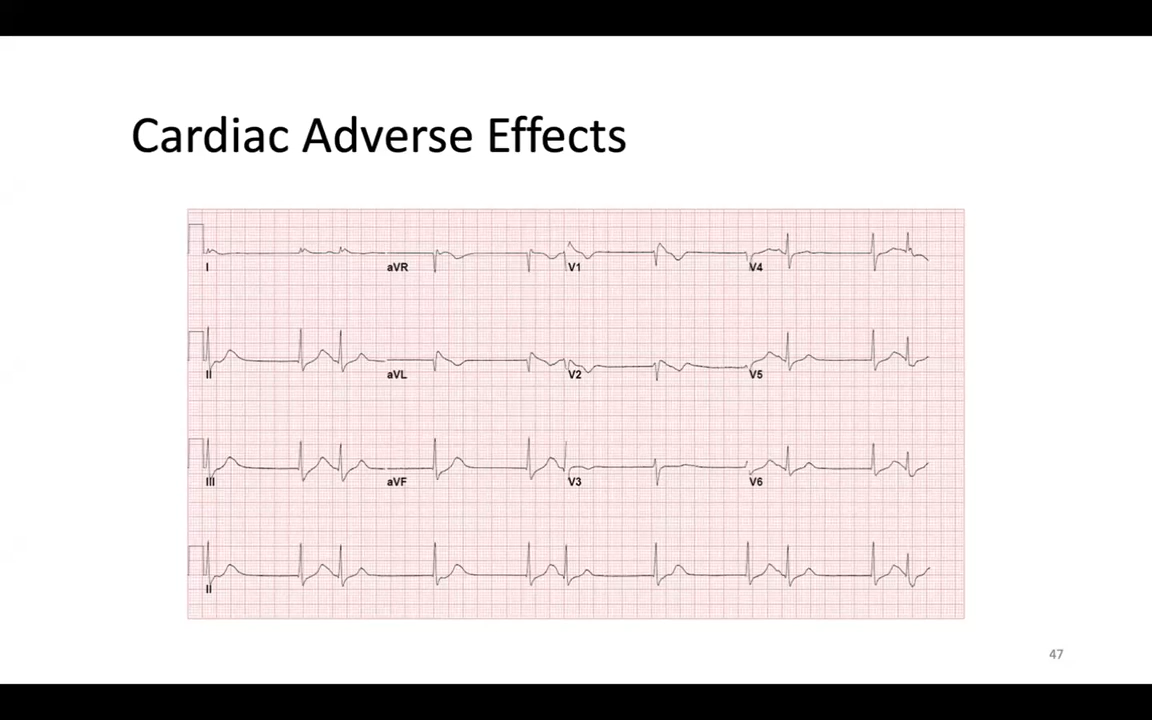 Cardiac Adverse Effects
I aVR V1 V4
II aVL V2 V5
III aVF V3 V6
II
47